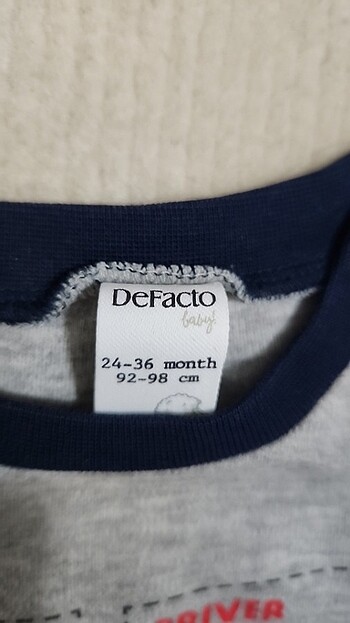 DeFacto
baby!
24-36 month
92-98 cm
DRIVER